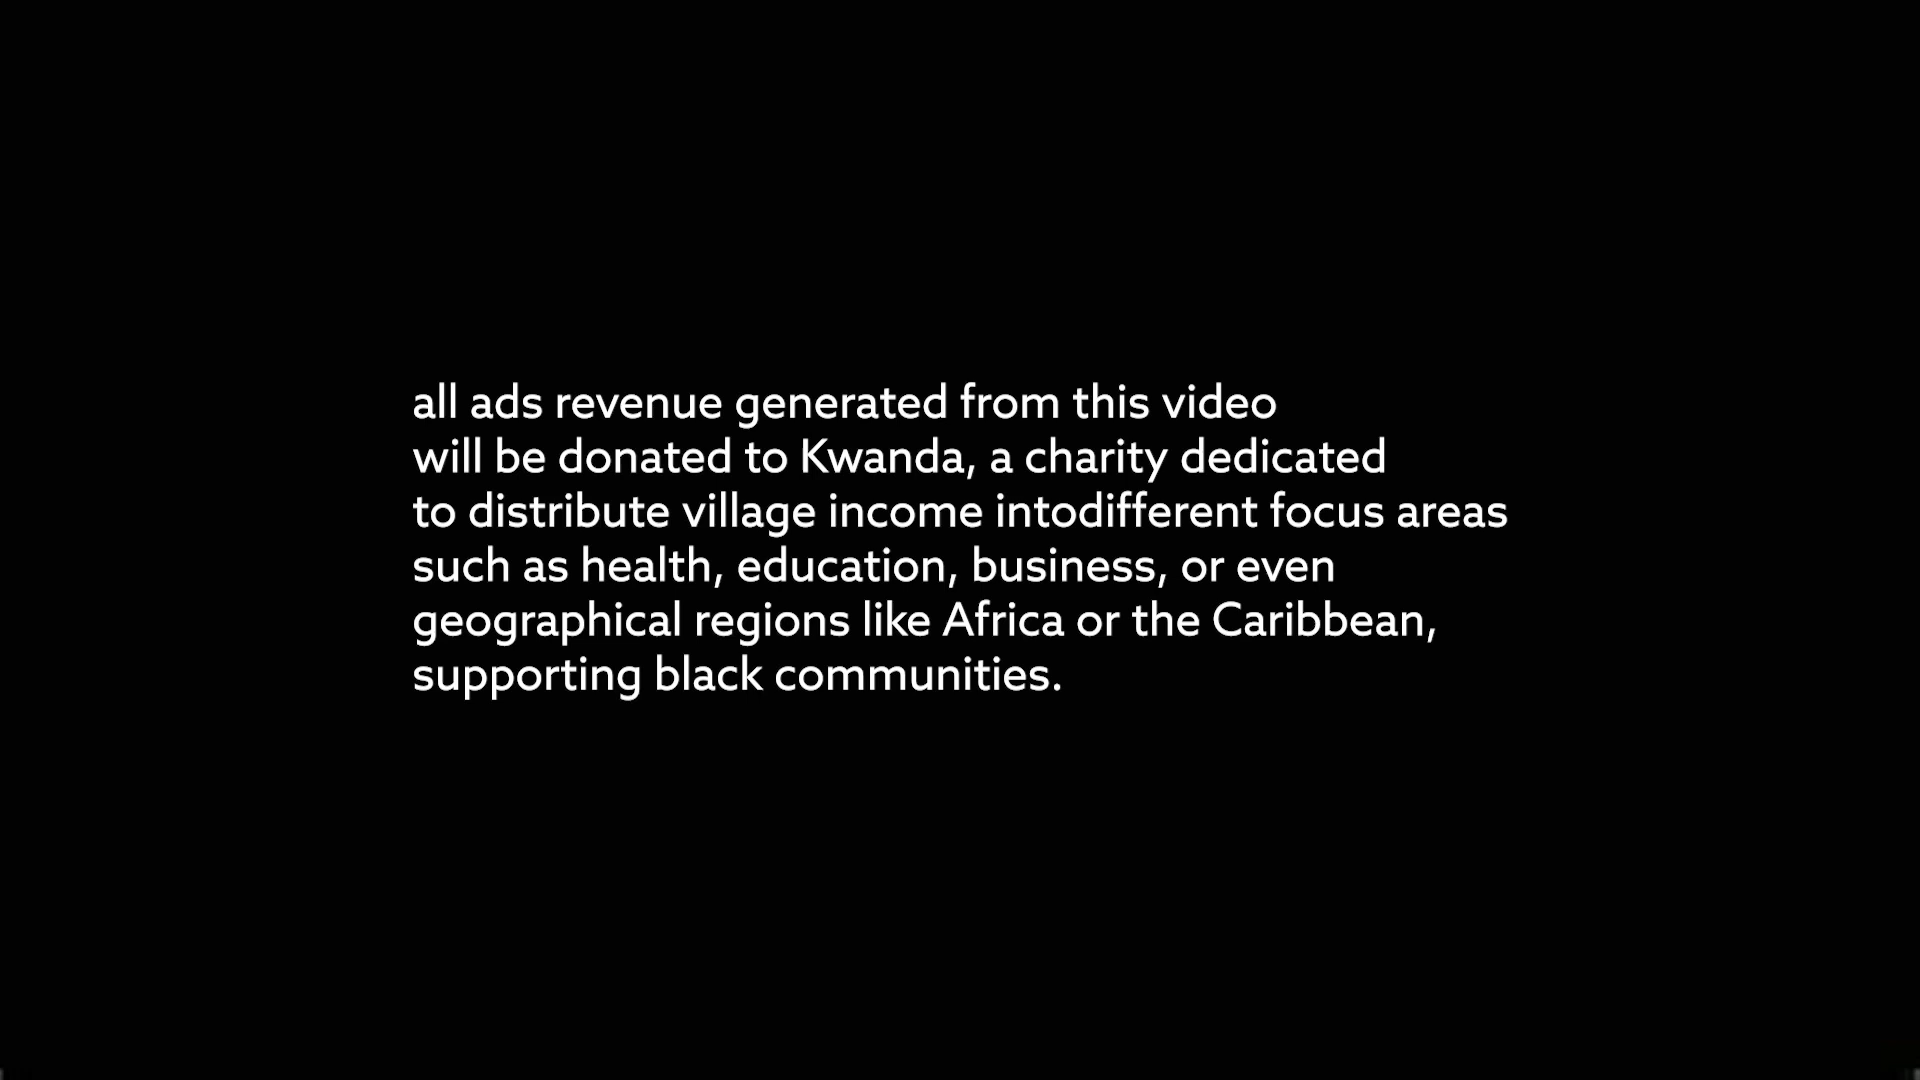 all ads revenue generated from this video
will be donated to Kwanda, a charity dedicated
to distribute village income intodifferent focus areas
such as health, education, business, or even
geographical regions like Africa or the Caribbean,
supporting black communities.